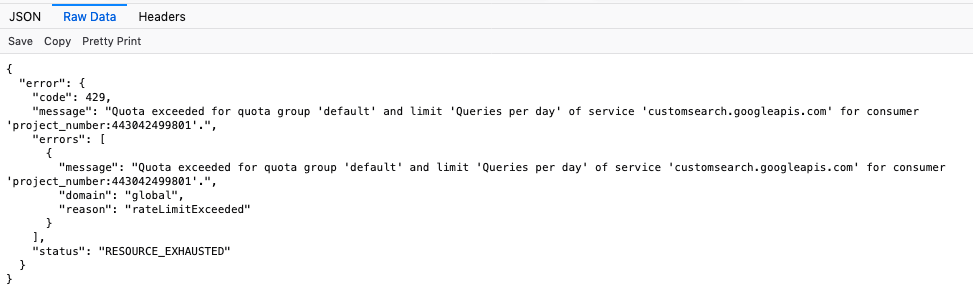 JSON Raw Data Headers
Save Copy Pretty Print
{
  "error": {
    "code": 429,
    "message": "Quota exceeded for quota group 'default' and limit 'Queries per day' of service 'customsearch.googleapis.com' for consumer
'project_number:443042499801'.",
    "errors": [
      {
        "message": "Quota exceeded for quota group 'default' and limit 'Queries per day' of service 'customsearch.googleapis.com' for consumer
'project_number:443042499801'.",
        "domain": "global",
        "reason": "rateLimitExceeded"
      }
    ],
    "status": "RESOURCE_EXHAUSTED"
  }
}